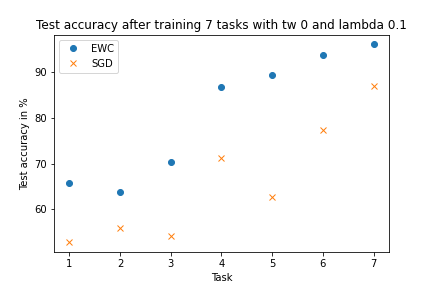 Test accuracy after training 7 tasks with tw 0 and lambda 0.1
EWC
SGD
90
80
70
60
Test accuracy in %
1 2 3 4 5 6 7
Task